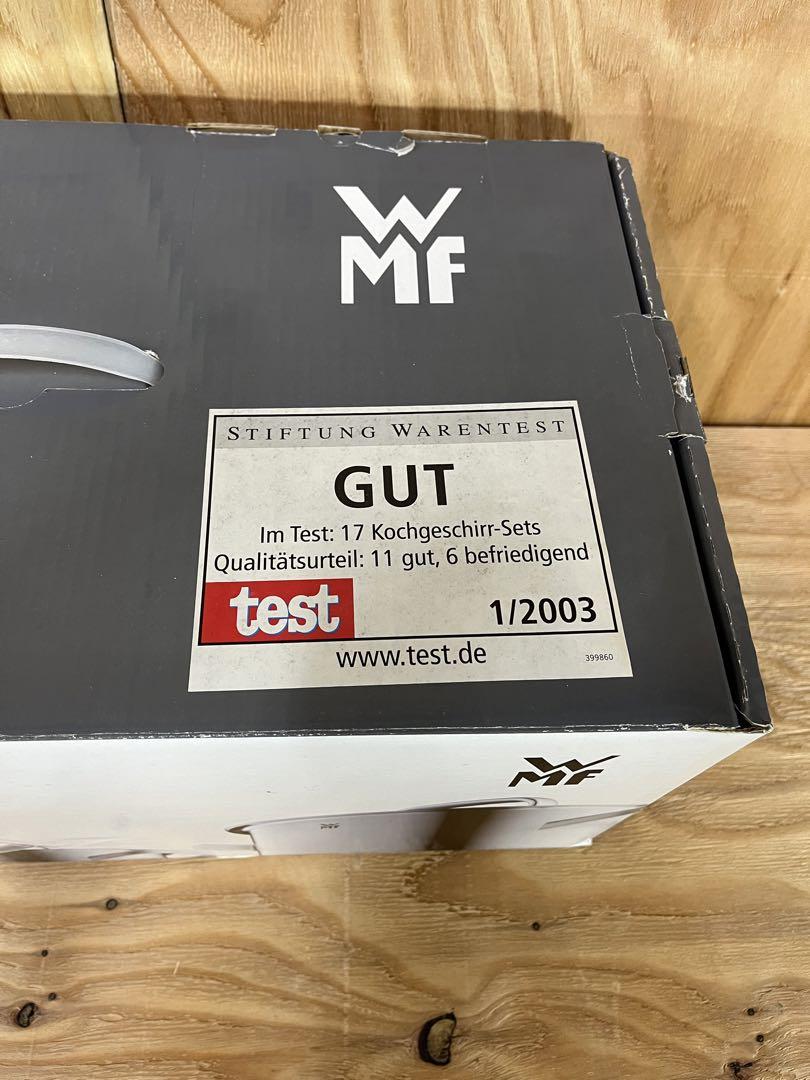 WMF
STIFTUNG WARENTEST
GUT
Im Test: 17 Kochgeschirr-Sets
Qualitätsurteil: 11 gut, 6 befriedigend
test
1/2003
www.test.de
399860
WMF
WMF